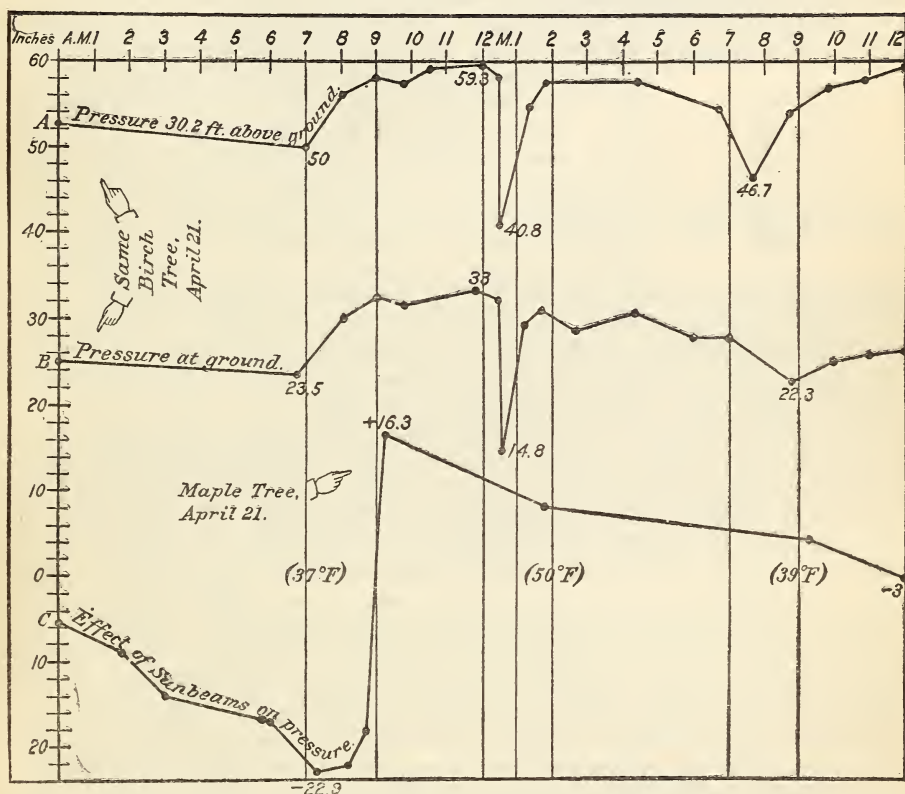 Inches A.M. 1 2 3 4 5 6 7 8 9 10 11 12 M. 1 2 3 4 5 6 7 8 9 10 11 12
60
59.3
A Pressure 30.2 ft. above ground.
50
50
46.7
40
40.8
Same
Birch
Tree,
April 21.
33
30
B Pressure at ground.
23.5
22.3
20
+16.3
14.8
Maple Tree,
April 21.
10
0
(37°F)
(50°F)
(39°F)
-3
C Effect of Sunbeams on pressure.
10
20
-22.9